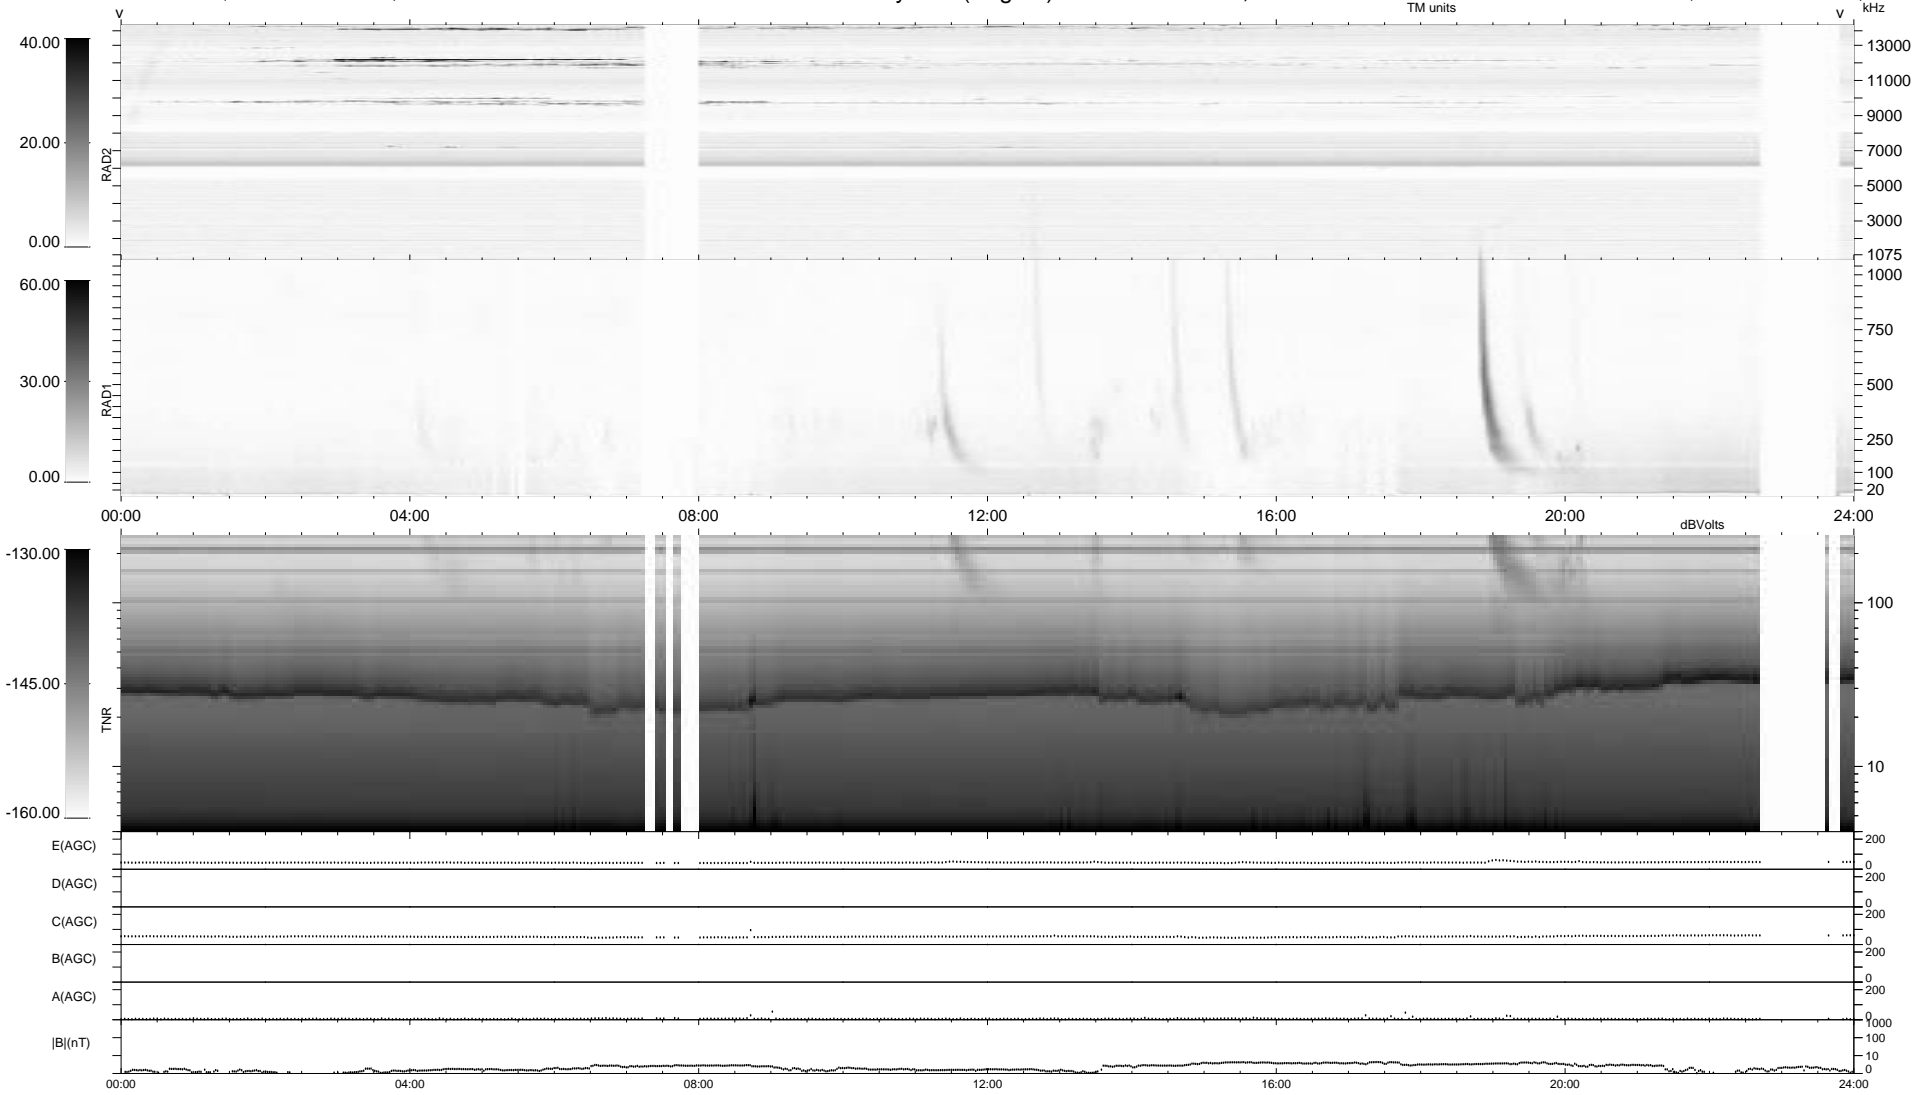 v TM units v kHz
40.00
20.00
0.00
RAD2
13000
11000
9000
7000
5000
3000
1075
60.00
30.00
0.00
RAD1
1000
750
500
250
100
20
00:00 04:00 08:00 12:00 16:00 20:00 24:00
dBVolts
-130.00
-145.00
-160.00
TNR
100
10
E(AGC) 200 0
D(AGC) 200 0
C(AGC) 200 0
B(AGC) 200 0
A(AGC) 200 0
|B|(nT) 1000 100 10 0
00:00 04:00 08:00 12:00 16:00 20:00 24:00